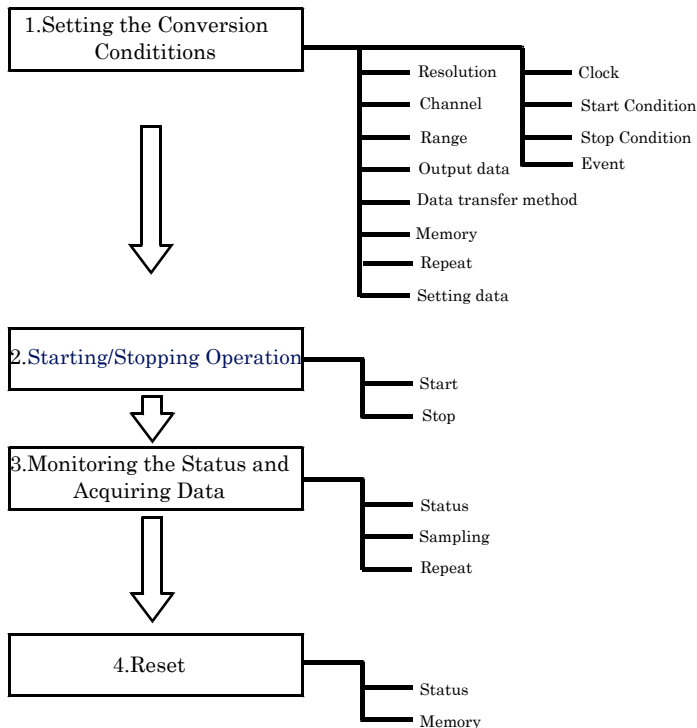 1.Setting the Conversion
Condititions
Resolution
Channel
Range
Output data
Data transfer method
Memory
Repeat
Setting data
Clock
Start Condition
Stop Condition
Event
2.Starting/Stopping Operation
Start
Stop
3.Monitoring the Status and
Acquiring Data
Status
Sampling
Repeat
4.Reset
Status
Memory